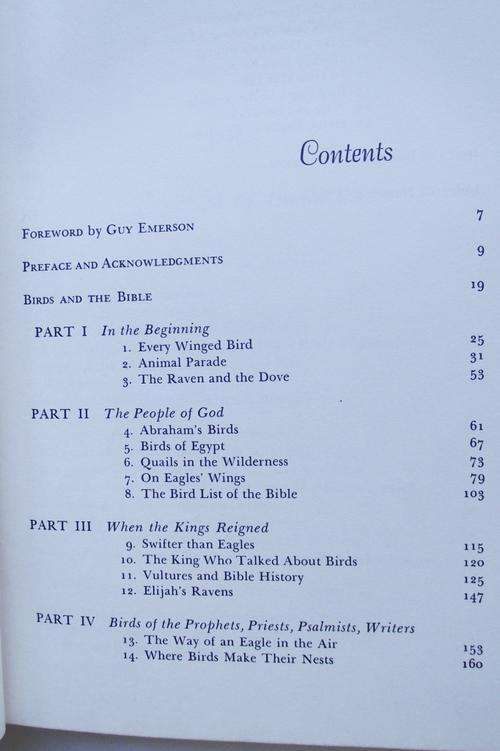 Contents
Foreword by Guy Emerson 7
Preface and Acknowledgments 9
Birds and the Bible 19
PART I In the Beginning
1. Every Winged Bird 25
2. Animal Parade 31
3. The Raven and the Dove 53
PART II The People of God
4. Abraham's Birds 61
5. Birds of Egypt 67
6. Quails in the Wilderness 73
7. On Eagles' Wings 79
8. The Bird List of the Bible 103
PART III When the Kings Reigned
9. Swifter than Eagles 115
10. The King Who Talked About Birds 120
11. Vultures and Bible History 125
12. Elijah's Ravens 147
PART IV Birds of the Prophets, Priests, Psalmists, Writers
13. The Way of an Eagle in the Air 153
14. Where Birds Make Their Nests 160